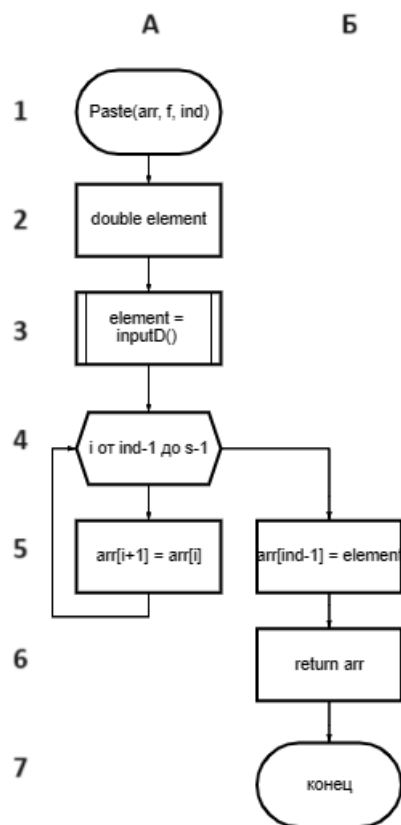 А
Б
1
Paste(arr, f, ind)
2
double element
3
element =
inputD()
4
i от ind-1 до s-1
5
arr[i+1] = arr[i]
arr[ind-1] = element
6
return arr
7
конец